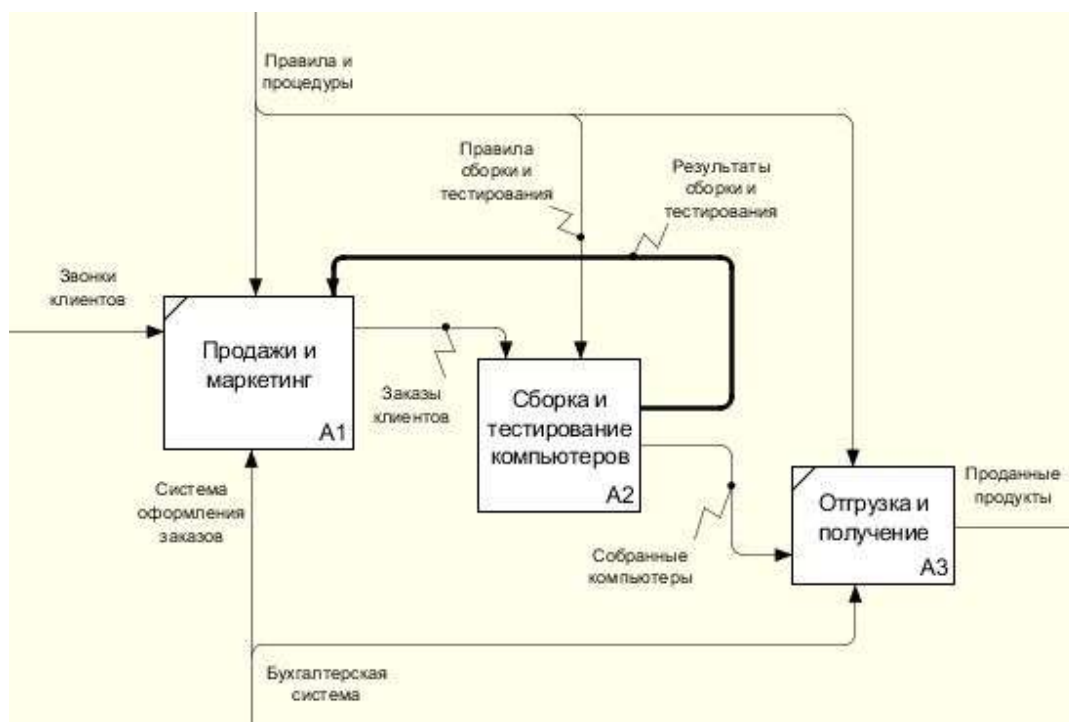 Правила и
процедуры
Правила
сборки и
тестирования
Результаты
сборки и
тестирования
Звонки
клиентов
Продажи и
маркетинг
A1
Заказы
клиентов
Сборка и
тестирование
компьютеров
A2
Система
оформления
заказов
Собранные
компьютеры
Отгрузка и
получение
A3
Проданные
продукты
Бухгалтерская
система